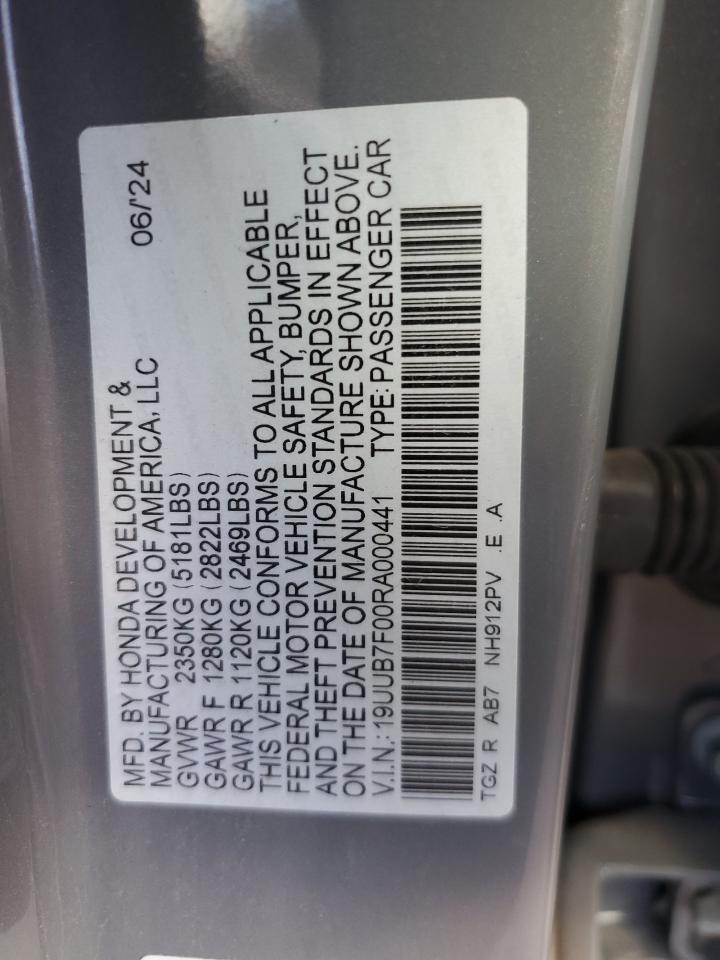 MFD. BY HONDA DEVELOPMENT &
MANUFACTURING OF AMERICA, LLC 06/'24
GVWR 2350KG (5181LBS)
GAWR F 1280KG (2822LBS)
GAWR R 1120KG (2469LBS)
THIS VEHICLE CONFORMS TO ALL APPLICABLE
FEDERAL MOTOR VEHICLE SAFETY, BUMPER,
AND THEFT PREVENTION STANDARDS IN EFFECT
ON THE DATE OF MANUFACTURE SHOWN ABOVE.
V.I.N.: 19UUB7F00RA000441 TYPE: PASSENGER CAR
TGZ R AB7 NH912PV .E .A